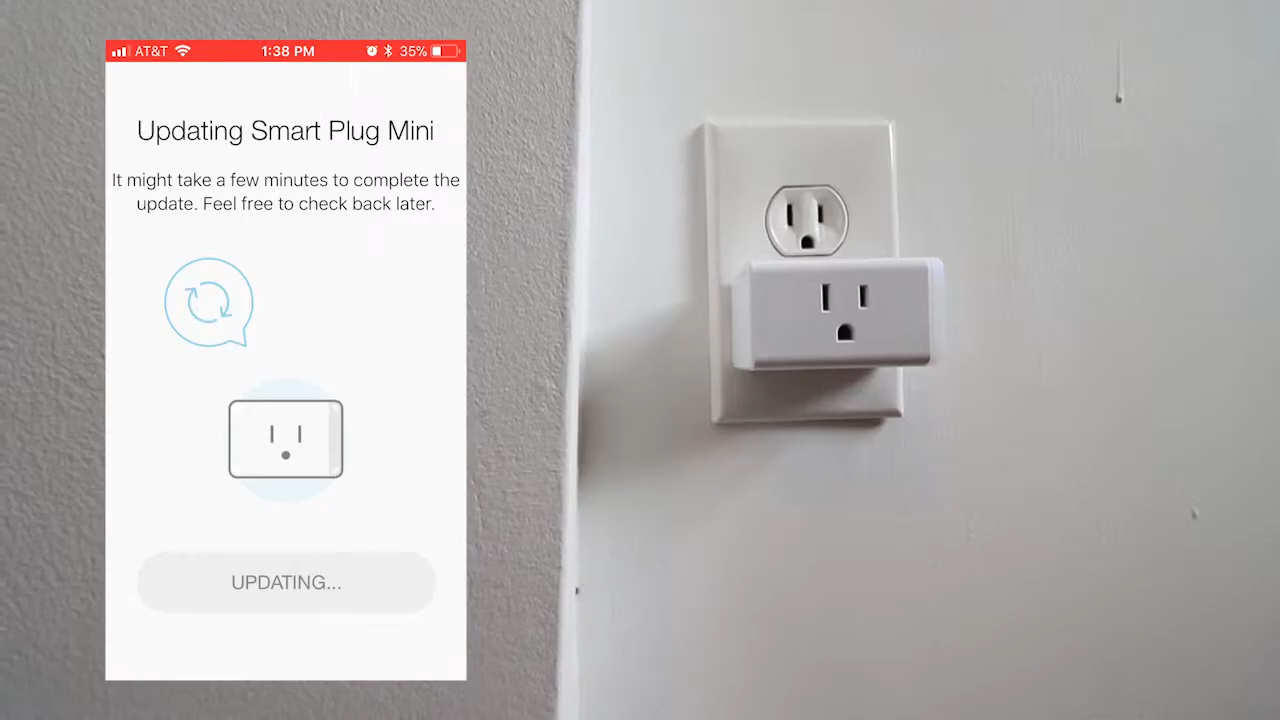 AT&T 1:38 PM 35%
Updating Smart Plug Mini
It might take a few minutes to complete the
update. Feel free to check back later.
UPDATING...